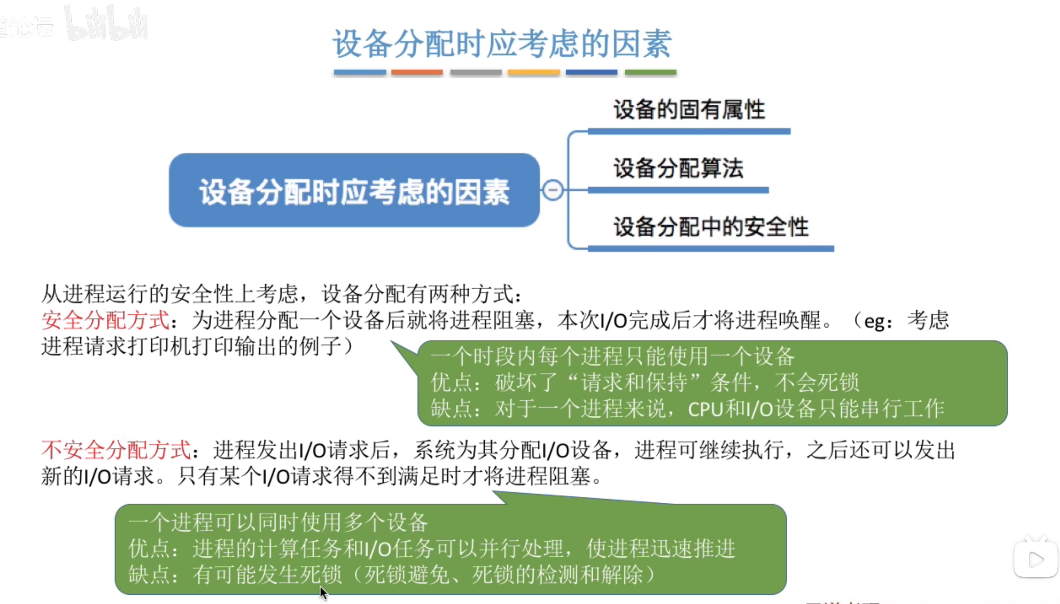 bilibili
设备分配时应考虑的因素
设备的固有属性
设备分配时应考虑的因素
设备分配算法
设备分配中的安全性
从进程运行的安全性上考虑，设备分配有两种方式：
安全分配方式：为进程分配一个设备后就将进程阻塞，本次I/O完成后才将进程唤醒。（eg：考虑
进程请求打印机打印输出的例子）
一个时段内每个进程只能使用一个设备
优点：破坏了“请求和保持”条件，不会死锁
缺点：对于一个进程来说，CPU和I/O设备只能串行工作
不安全分配方式：进程发出I/O请求后，系统为其分配I/O设备，进程可继续执行，之后还可以发出
新的I/O请求。只有某个I/O请求得不到满足时才将进程阻塞。
一个进程可以同时使用多个设备
优点：进程的计算任务和I/O任务可以并行处理，使进程迅速推进
缺点：有可能发生死锁（死锁避免、死锁的检测和解除）